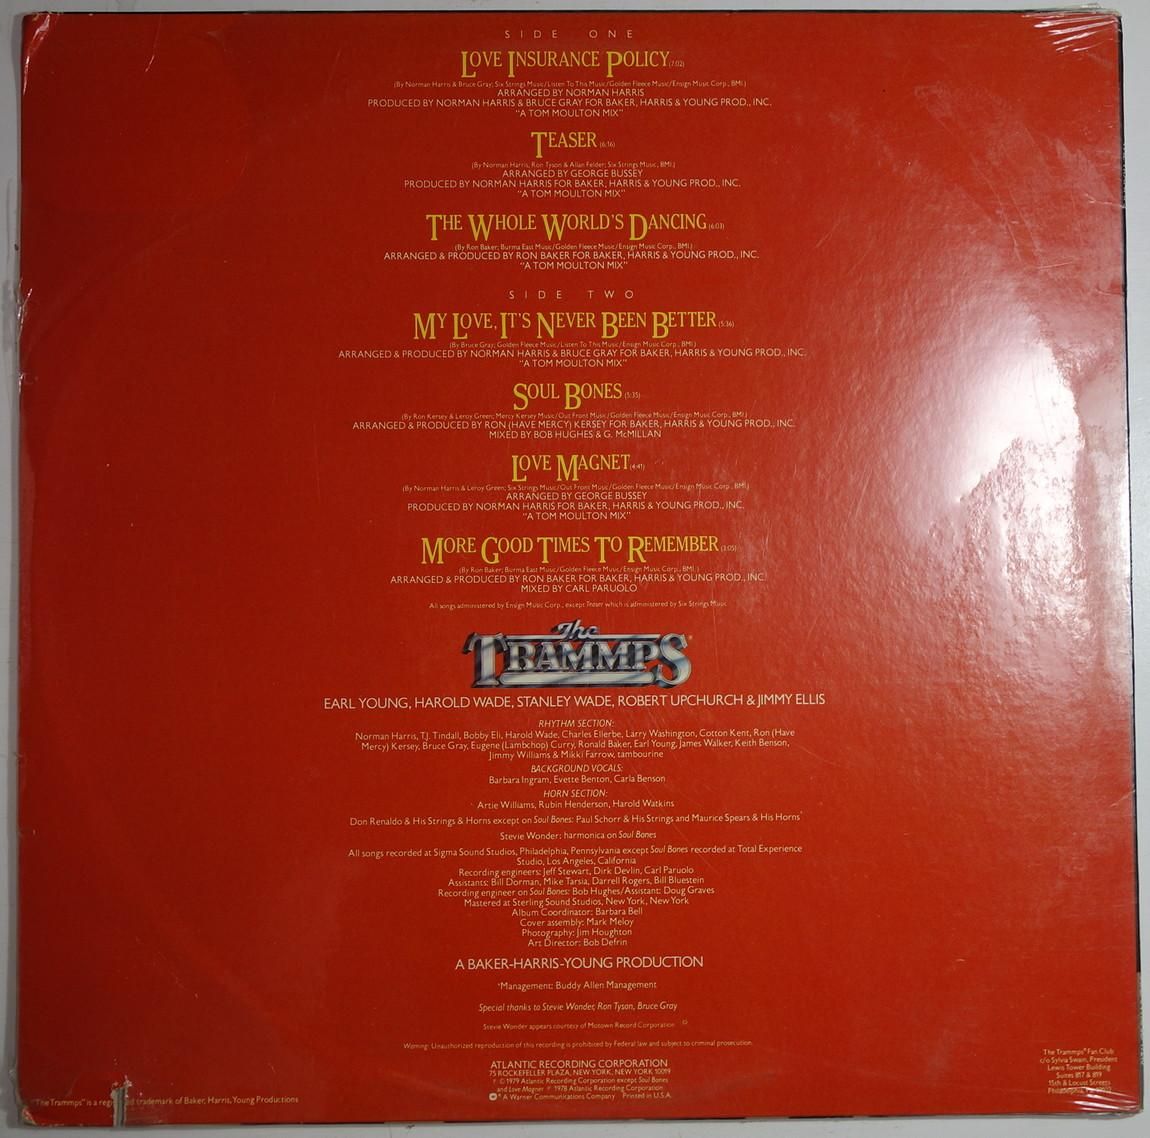 SIDE ONE
LOVE INSURANCE POLICY (7:02)
(By Norman Harris & Bruce Gray; Six Strings Music/Listen To This Music/Golden Fleece Music/Ensign Music Corp., BMI.)
ARRANGED BY NORMAN HARRIS
PRODUCED BY NORMAN HARRIS & BRUCE GRAY FOR BAKER, HARRIS & YOUNG PROD., INC.
"A TOM MOULTON MIX"
TEASER (6:16)
(By Norman Harris, Ron Tyson & Allan Felder; Six Strings Music, BMI.)
ARRANGED BY GEORGE BUSSEY
PRODUCED BY NORMAN HARRIS FOR BAKER, HARRIS & YOUNG PROD., INC.
"A TOM MOULTON MIX"
THE WHOLE WORLD'S DANCING (6:03)
(By Ron Baker; Burma East Music/Golden Fleece Music/Ensign Music Corp., BMI.)
ARRANGED & PRODUCED BY RON BAKER FOR BAKER, HARRIS & YOUNG PROD., INC.
"A TOM MOULTON MIX"
SIDE TWO
MY LOVE, IT'S NEVER BEEN BETTER (5:36)
(By Bruce Gray; Golden Fleece Music/Listen To This Music/Ensign Music Corp., BMI.)
ARRANGED & PRODUCED BY NORMAN HARRIS & BRUCE GRAY FOR BAKER, HARRIS & YOUNG PROD., INC.
"A TOM MOULTON MIX"
SOUL BONES (5:35)
(By Ron Kersey & Leroy Green; Mercy Kersey Music/Out Front Music/Golden Fleece Music/Ensign Music Corp., BMI.)
ARRANGED & PRODUCED BY RON (HAVE MERCY) KERSEY FOR BAKER, HARRIS & YOUNG PROD., INC.
MIXED BY BOB HUGHES & G. McMILLAN
LOVE MAGNET (4:41)
(By Norman Harris & Leroy Green; Six Strings Music/Out Front Music/Golden Fleece Music/Ensign Music Corp., BMI.)
ARRANGED BY GEORGE BUSSEY
PRODUCED BY NORMAN HARRIS FOR BAKER, HARRIS & YOUNG PROD., INC.
"A TOM MOULTON MIX"
MORE GOOD TIMES TO REMEMBER (3:05)
(By Ron Baker; Burma East Music/Golden Fleece Music/Ensign Music Corp., BMI.)
ARRANGED & PRODUCED BY RON BAKER FOR BAKER, HARRIS & YOUNG PROD., INC.
MIXED BY CARL PARUOLO
All songs administered by Ensign Music Corp., except Teaser which is administered by Six Strings Music
The TRAMMPS®
EARL YOUNG, HAROLD WADE, STANLEY WADE, ROBERT UPCHURCH & JIMMY ELLIS
RHYTHM SECTION:
Norman Harris, T.J. Tindall, Bobby Eli, Harold Wade, Charles Ellerbe, Larry Washington, Cotton Kent, Ron (Have
Mercy) Kersey, Bruce Gray, Eugene (Lambchop) Curry, Ronald Baker, Earl Young, James Walker, Keith Benson,
Jimmy Williams & Mikki Farrow, tambourine
BACKGROUND VOCALS:
Barbara Ingram, Evette Benton, Carla Benson
HORN SECTION:
Artie Williams, Rubin Henderson, Harold Watkins
Don Renaldo & His Strings & Horns except on Soul Bones: Paul Schorr & His Strings and Maurice Spears & His Horns
Stevie Wonder: harmonica on Soul Bones
All songs recorded at Sigma Sound Studios, Philadelphia, Pennsylvania except Soul Bones recorded at Total Experience
Studio, Los Angeles, California
Recording engineers: Jeff Stewart, Dirk Devlin, Carl Paruolo
Assistants: Bill Dorman, Mike Tarsia, Darrell Rogers, Bill Bluestein
Recording engineer on Soul Bones: Bob Hughes/Assistant: Doug Graves
Mastered at Sterling Sound Studios, New York, New York
Album Coordinator: Barbara Bell
Cover assembly: Mark Meloy
Photography: Jim Houghton
Art Director: Bob Defrin
A BAKER-HARRIS-YOUNG PRODUCTION
Management: Buddy Allen Management
Special thanks to Stevie Wonder, Ron Tyson, Bruce Gray
Stevie Wonder appears courtesy of Motown Record Corporation
Warning: Unauthorized reproduction of this recording is prohibited by Federal law and subject to criminal prosecution.
ATLANTIC RECORDING CORPORATION
75 ROCKEFELLER PLAZA, NEW YORK, NEW YORK 10019
℗ © 1979 Atlantic Recording Corporation except Soul Bones
and Love Magnet ℗ 1978 Atlantic Recording Corporation
® A Warner Communications Company Printed in U.S.A.
The Trammps® Fan Club
c/o Sylvia Swain, President
Lewis Tower Building
Suites 817 & 819
15th & Locust Streets
Philadelphia,
"The Trammps" is a trademark of Baker, Harris, Young Productions